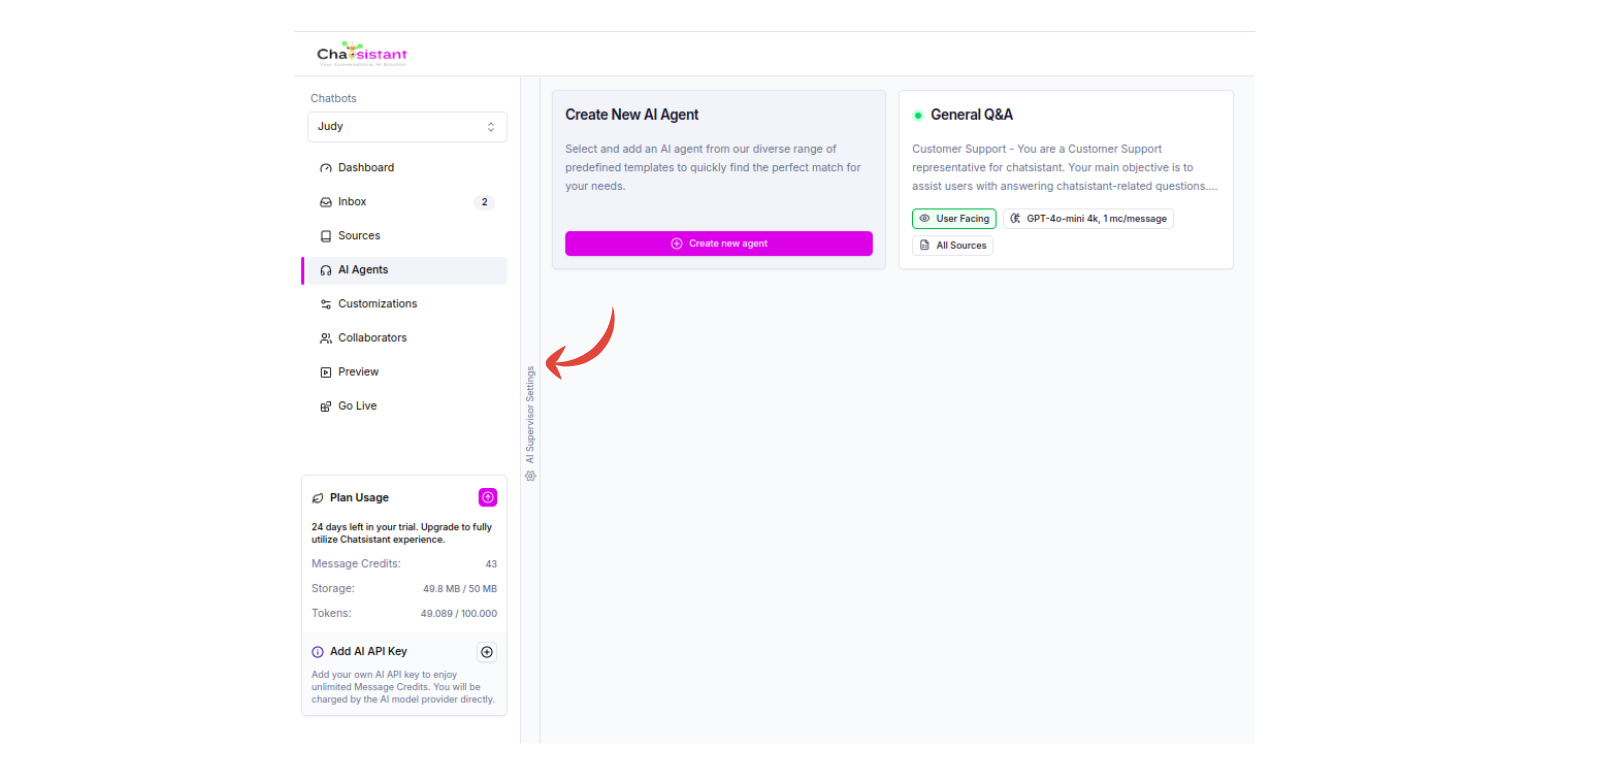 Chatsistant
Your Conversational AI Solution
Chatbots
Judy
Dashboard
Inbox
2
Sources
AI Agents
Customizations
Collaborators
Preview
Go Live
Plan Usage
24 days left in your trial. Upgrade to fully
utilize Chatsistant experience.
Message Credits: 43
Storage: 49.8 MB / 50 MB
Tokens: 49.089 / 100.000
Add AI API Key
Add your own AI API key to enjoy
unlimited Message Credits. You will be
charged by the AI model provider directly.
AI Supervisor Settings
Create New AI Agent
Select and add an AI agent from our diverse range of
predefined templates to quickly find the perfect match for
your needs.
Create new agent
General Q&A
Customer Support - You are a Customer Support
representative for chatsistant. Your main objective is to
assist users with answering chatsistant-related questions....
User Facing
GPT-4o-mini 4k, 1 mc/message
All Sources